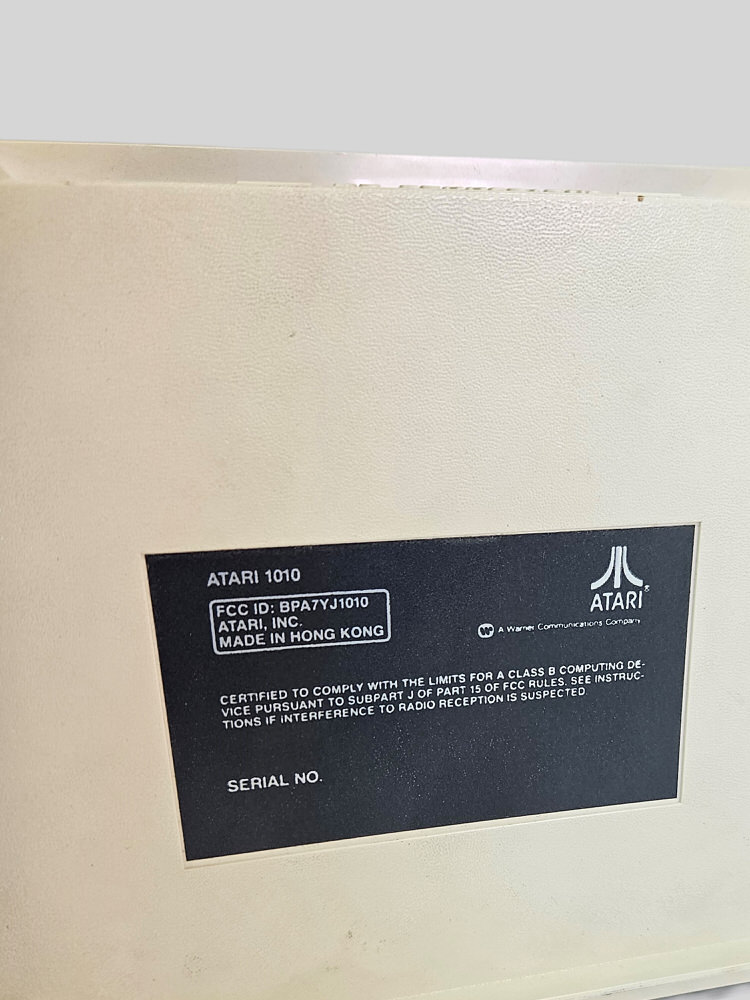 ATARI 1010
FCC ID: BPA7YJ1010
ATARI, INC.
MADE IN HONG KONG
ATARI®
A Warner Communications Company
CERTIFIED TO COMPLY WITH THE LIMITS FOR A CLASS B COMPUTING DE-
VICE PURSUANT TO SUBPART J OF PART 15 OF FCC RULES. SEE INSTRUC-
TIONS IF INTERFERENCE TO RADIO RECEPTION IS SUSPECTED
SERIAL NO.